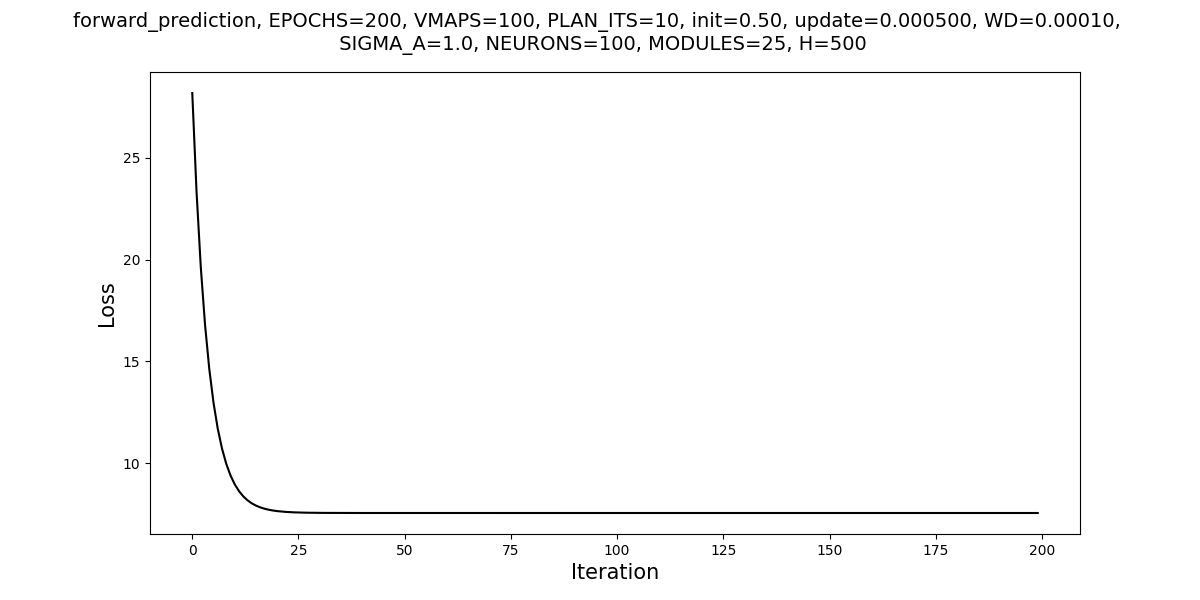 forward_prediction, EPOCHS=200, VMAPS=100, PLAN_ITS=10, init=0.50, update=0.000500, WD=0.00010,
SIGMA_A=1.0, NEURONS=100, MODULES=25, H=500
25
20
15
10
Loss
0 25 50 75 100 125 150 175 200
Iteration